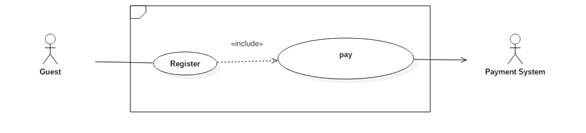 «include»
Register
pay
Guest
Payment System